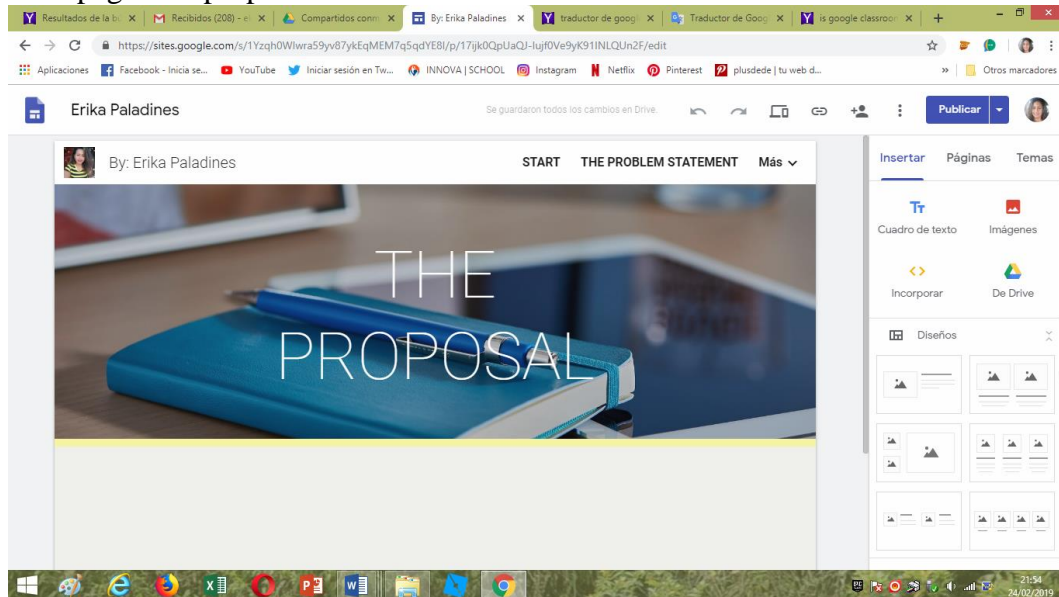 Resultados de la bú
Recibidos (208) - e
Compartidos conm
By: Erika Paladines
traductor de googl
Traductor de Goog
is google classroom
https://sites.google.com/s/1Yzqh0WIwra59yv87ykEqMEM7q5qdYE8I/p/17ijk0QpUaQJ-Iujf0Ve9yK91INLQUn2F/edit
Aplicaciones
Facebook - Inicia se...
YouTube
Iniciar sesión en Tw...
INNOVA | SCHOOL
Instagram
Netflix
Pinterest
plusdede | tu web d...
»
Otros marcadores
Erika Paladines
Se guardaron todos los cambios en Drive.
Publicar
By: Erika Paladines
START
THE PROBLEM STATEMENT
Más
Insertar
Páginas
Temas
THE
PROPOSAL
Cuadro de texto
Imágenes
Incorporar
De Drive
Diseños
21:54
24/02/2019